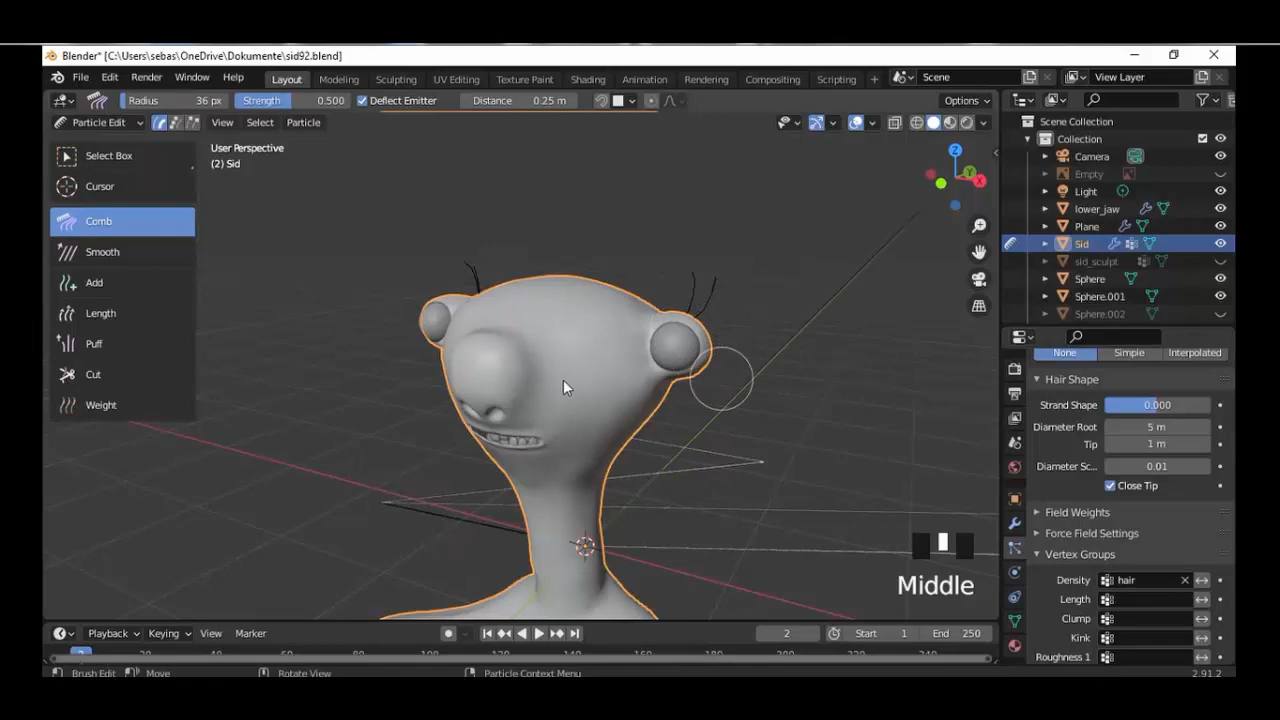 Blender* [C:\Users\sebas\OneDrive\Dokumente\sid92.blend]
File Edit Render Window Help Layout Modeling Sculpting UV Editing Texture Paint Shading Animation Rendering Compositing Scripting + Scene View Layer
Radius 36 px Strength 0.500 Deflect Emitter Distance 0.25 m Options
Particle Edit View Select Particle
Select Box
Cursor
Comb
Smooth
Add
Length
Puff
Cut
Weight
User Perspective
(2) Sid
Z
Y
X
Middle
Scene Collection
Collection
Camera
Empty
Light
lower_jaw
Plane
Sid
sid_sculpt
Sphere
Sphere.001
Sphere.002
None Simple Interpolated
Hair Shape
Strand Shape 0.000
Diameter Root 5 m
Tip 1 m
Diameter Sc... 0.01
Close Tip
Field Weights
Force Field Settings
Vertex Groups
Density hair
Length
Clump
Kink
Roughness 1
Playback Keying View Marker 2 Start 1 End 250
Brush Edit Move Rotate View Particle Context Menu 2.91.2